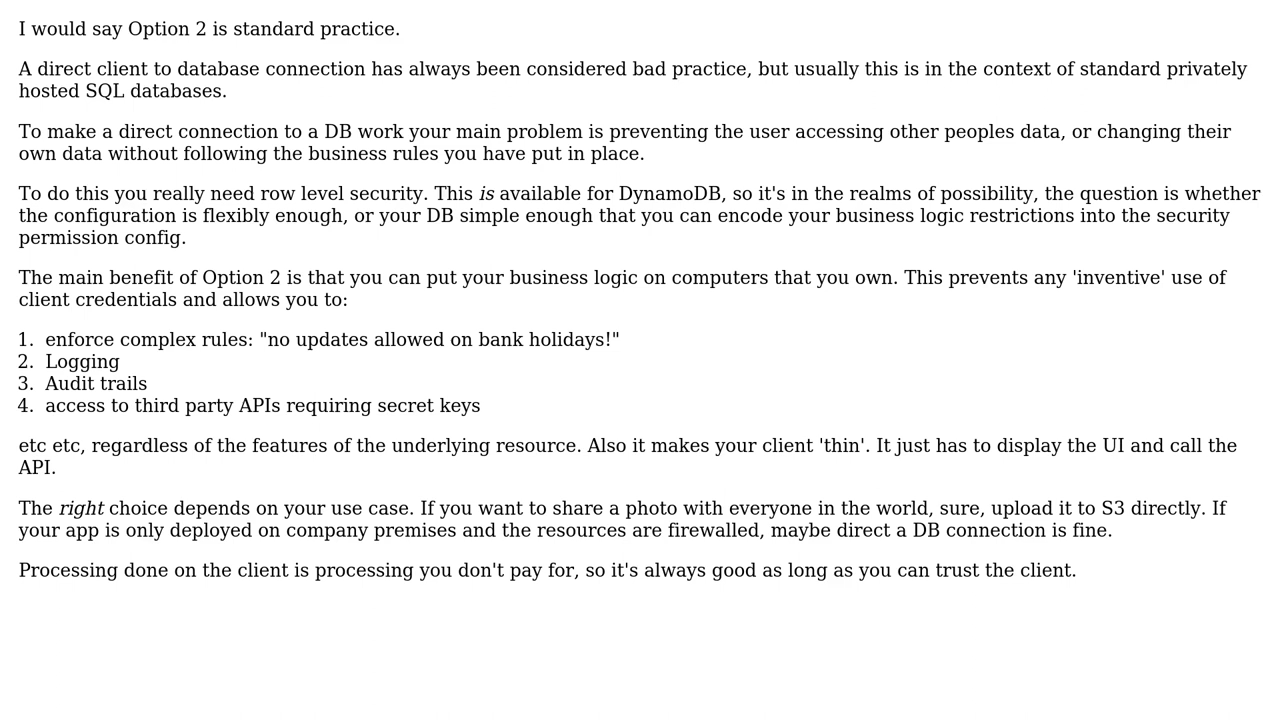 I would say Option 2 is standard practice.
A direct client to database connection has always been considered bad practice, but usually this is in the context of standard privately
hosted SQL databases.
To make a direct connection to a DB work your main problem is preventing the user accessing other peoples data, or changing their
own data without following the business rules you have put in place.
To do this you really need row level security. This is available for DynamoDB, so it's in the realms of possibility, the question is whether
the configuration is flexibly enough, or your DB simple enough that you can encode your business logic restrictions into the security
permission config.
The main benefit of Option 2 is that you can put your business logic on computers that you own. This prevents any 'inventive' use of
client credentials and allows you to:
1. enforce complex rules: "no updates allowed on bank holidays!"
2. Logging
3. Audit trails
4. access to third party APIs requiring secret keys
etc etc, regardless of the features of the underlying resource. Also it makes your client 'thin'. It just has to display the UI and call the
API.
The right choice depends on your use case. If you want to share a photo with everyone in the world, sure, upload it to S3 directly. If
your app is only deployed on company premises and the resources are firewalled, maybe direct a DB connection is fine.
Processing done on the client is processing you don't pay for, so it's always good as long as you can trust the client.